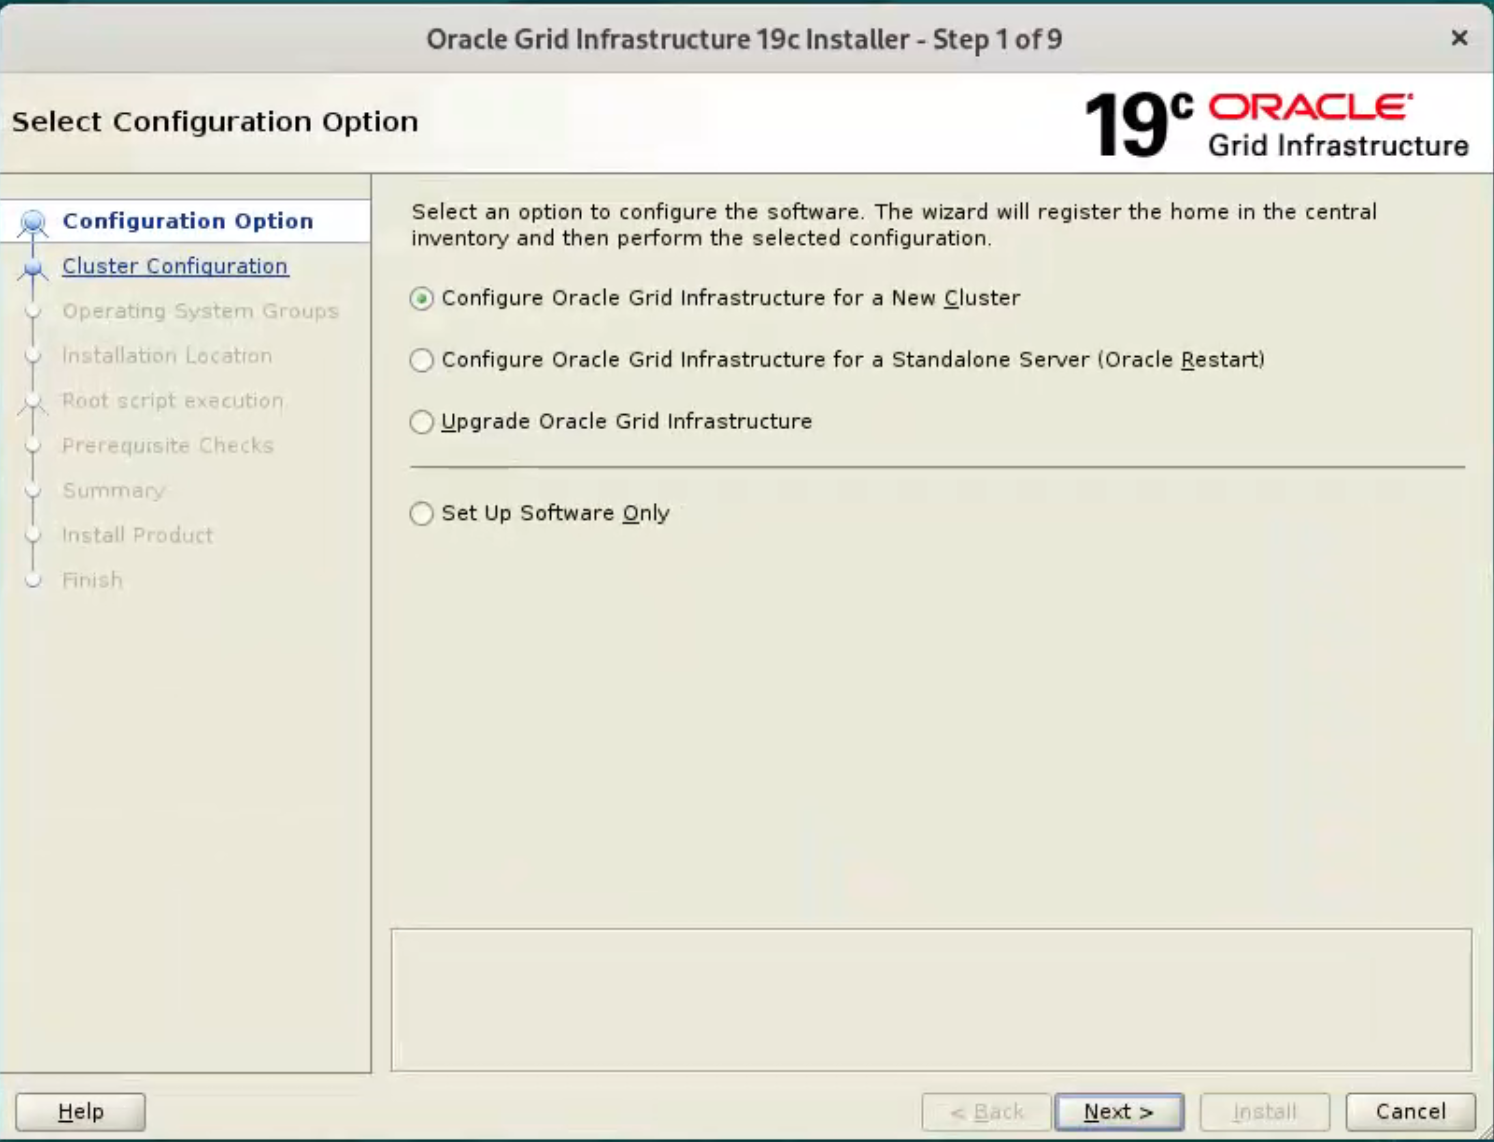 Oracle Grid Infrastructure 19c Installer - Step 1 of 9
×
Select Configuration Option
19c ORACLE
Grid Infrastructure
Configuration Option
Cluster Configuration
Operating System Groups
Installation Location
Root script execution
Prerequisite Checks
Summary
Install Product
Finish
Select an option to configure the software. The wizard will register the home in the central
inventory and then perform the selected configuration.
Configure Oracle Grid Infrastructure for a New Cluster
Configure Oracle Grid Infrastructure for a Standalone Server (Oracle Restart)
Upgrade Oracle Grid Infrastructure
Set Up Software Only
Help
< Back
Next >
Install
Cancel